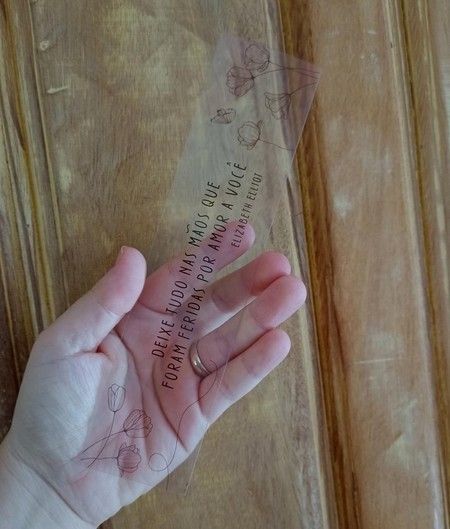 DEIXE TUDO NAS MÃOS QUE
FORAM FERIDAS POR AMOR A VOCÊ
ELIZABETH ELLIOT